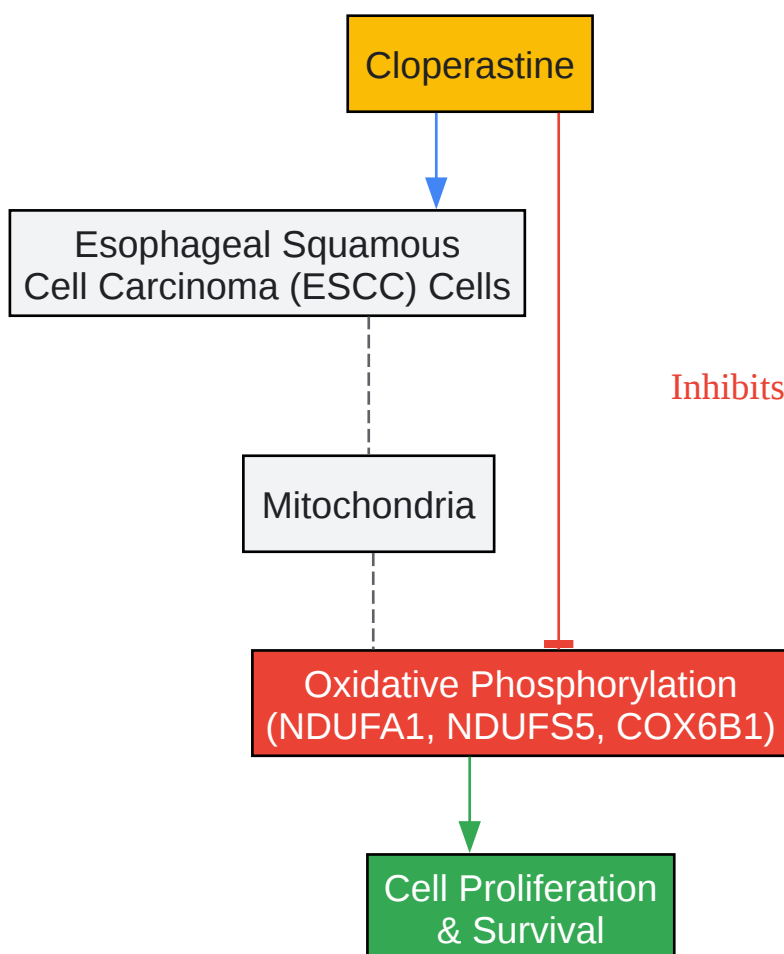 Cloperastine
Esophageal Squamous
Cell Carcinoma (ESCC) Cells
Inhibits
Mitochondria
Oxidative Phosphorylation
(NDUFA1, NDUFS5, COX6B1)
Cell Proliferation
& Survival